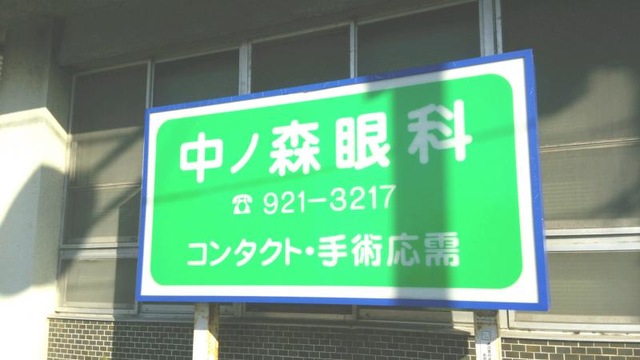 中ノ森眼科
☎ 921-3217
コンタクト・手術応需